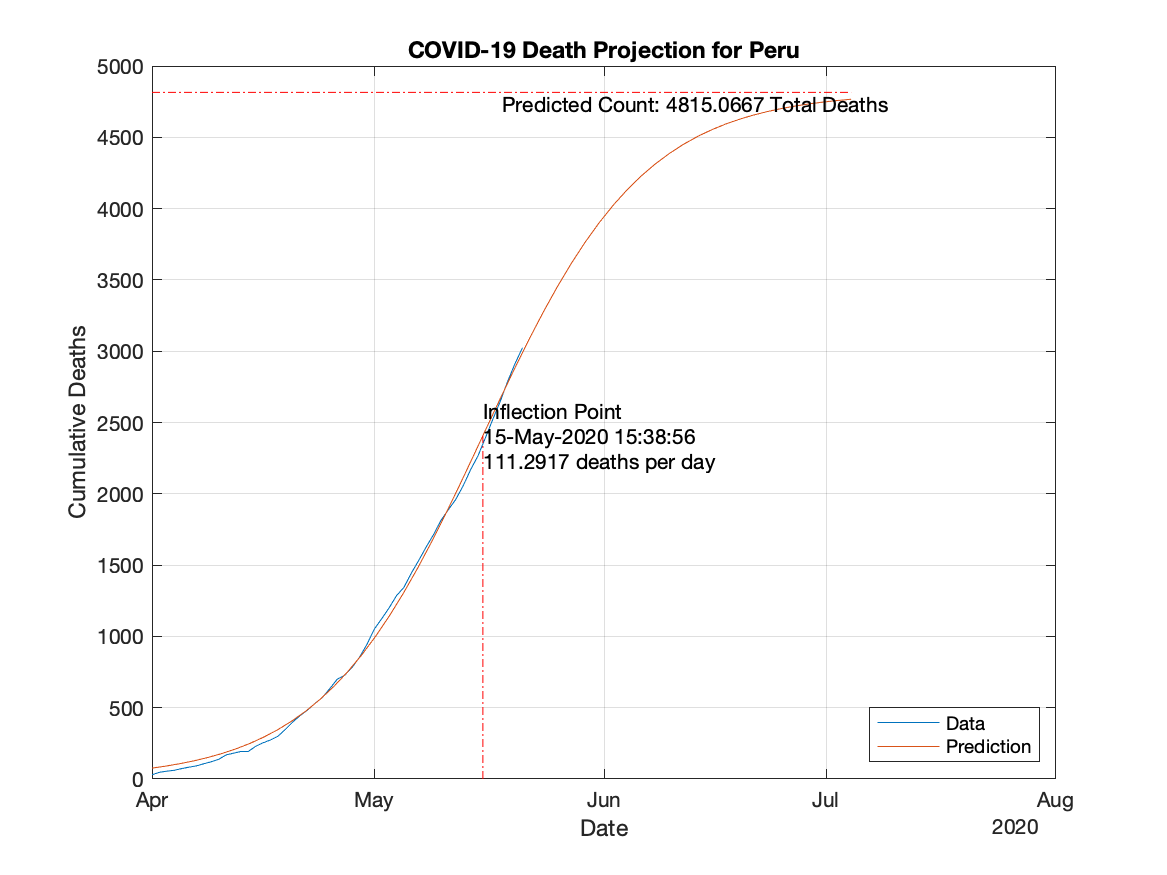 COVID-19 Death Projection for Peru
5000
Predicted Count: 4815.0667 Total Deaths
4500
4000
3500
3000
Inflection Point
2500
15-May-2020 15:38:56
111.2917 deaths per day
2000
1500
1000
500
0
Cumulative Deaths
Data
Prediction
Apr May Jun Jul Aug
Date
2020